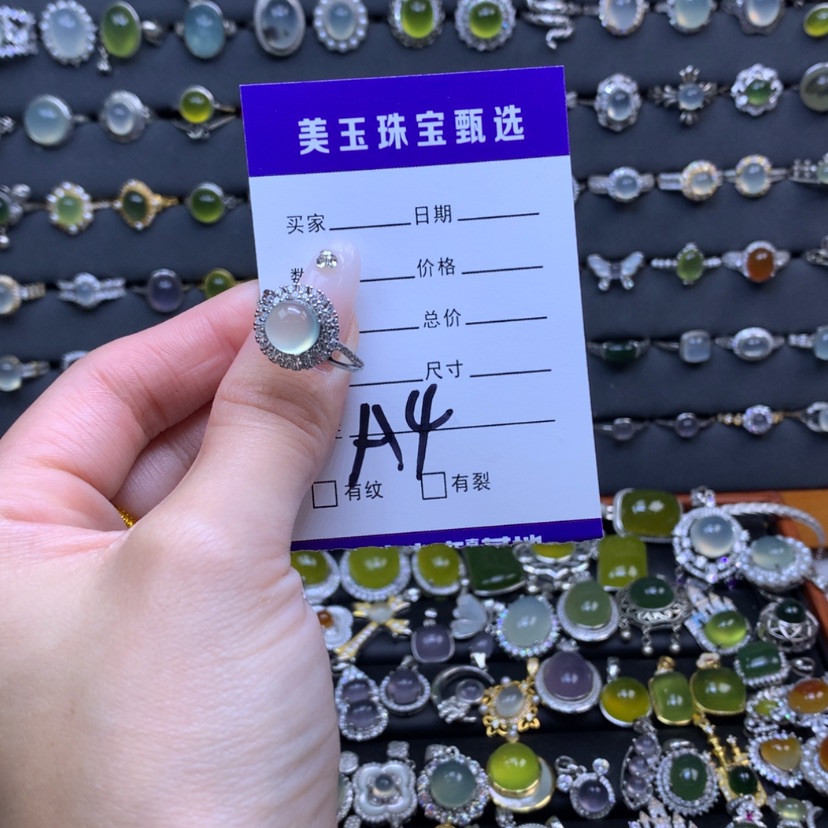 美玉珠宝甄选
买家 日期
数 价格
总价
尺寸
A4
有纹 有裂